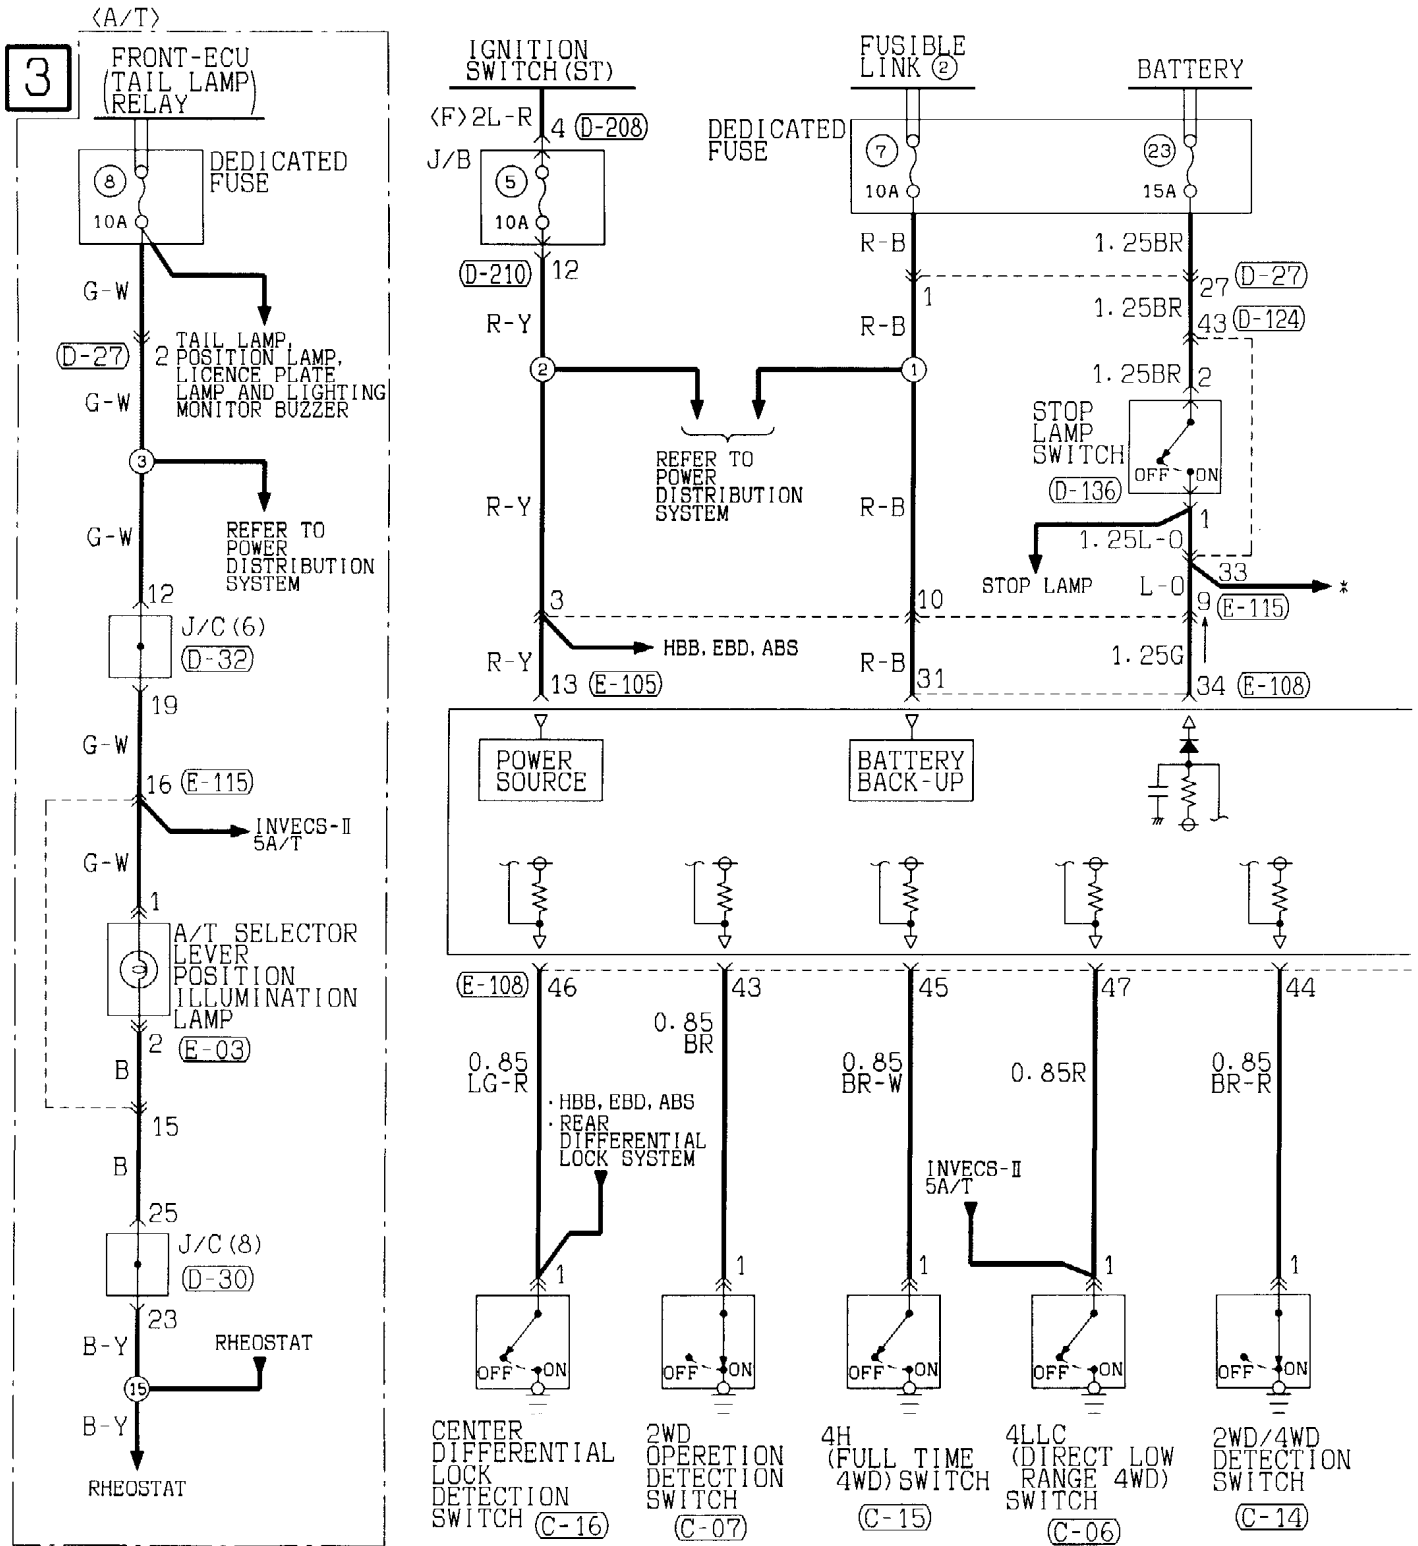 〈A/T〉
3
FRONT-ECU
(TAIL LAMP)
RELAY
8
10A
DEDICATED
FUSE
G-W
D-27
2
TAIL LAMP,
POSITION LAMP,
LICENCE PLATE
LAMP AND LIGHTING
MONITOR BUZZER
G-W
3
REFER TO
POWER
DISTRIBUTION
SYSTEM
G-W
12
J/C(6)
D-32
19
G-W
16
E-115
INVECS-Ⅱ
5A/T
G-W
1
A/T SELECTOR
LEVER
POSITION
ILLUMINATION
LAMP
2
E-03
B
15
B
25
J/C(8)
D-30
23
B-Y
RHEOSTAT
15
B-Y
RHEOSTAT
IGNITION
SWITCH(ST)
〈F〉2L-R
4
D-208
J/B
5
10A
D-210
12
R-Y
2
R-Y
3
HBB, EBD, ABS
R-Y
13
E-105
REFER TO
POWER
DISTRIBUTION
SYSTEM
FUSIBLE
LINK ②
BATTERY
DEDICATED
FUSE
7
10A
23
15A
R-B
1.25BR
1
27
D-27
R-B
1.25BR
43
D-124
1
1.25BR
2
STOP
LAMP
SWITCH
OFF
ON
D-136
R-B
1
1.25L-O
STOP LAMP
L-O
33
*
10
9
E-115
R-B
1.25G
31
34
E-108
POWER
SOURCE
BATTERY
BACK-UP
E-108
46
43
45
47
44
0.85
LG-R
0.85
BR
0.85
BR-W
0.85R
0.85
BR-R
· HBB, EBD, ABS
· REAR
DIFFERENTIAL
LOCK SYSTEM
INVECS-Ⅱ
5A/T
1
1
1
1
1
OFF
ON
OFF
ON
OFF
ON
OFF
ON
OFF
ON
CENTER
DIFFERENTIAL
LOCK
DETECTION
SWITCH
C-16
2WD
OPERETION
DETECTION
SWITCH
C-07
4H
(FULL TIME
4WD)SWITCH
C-15
4LLC
(DIRECT LOW
RANGE 4WD)
SWITCH
C-06
2WD/4WD
DETECTION
SWITCH
C-14